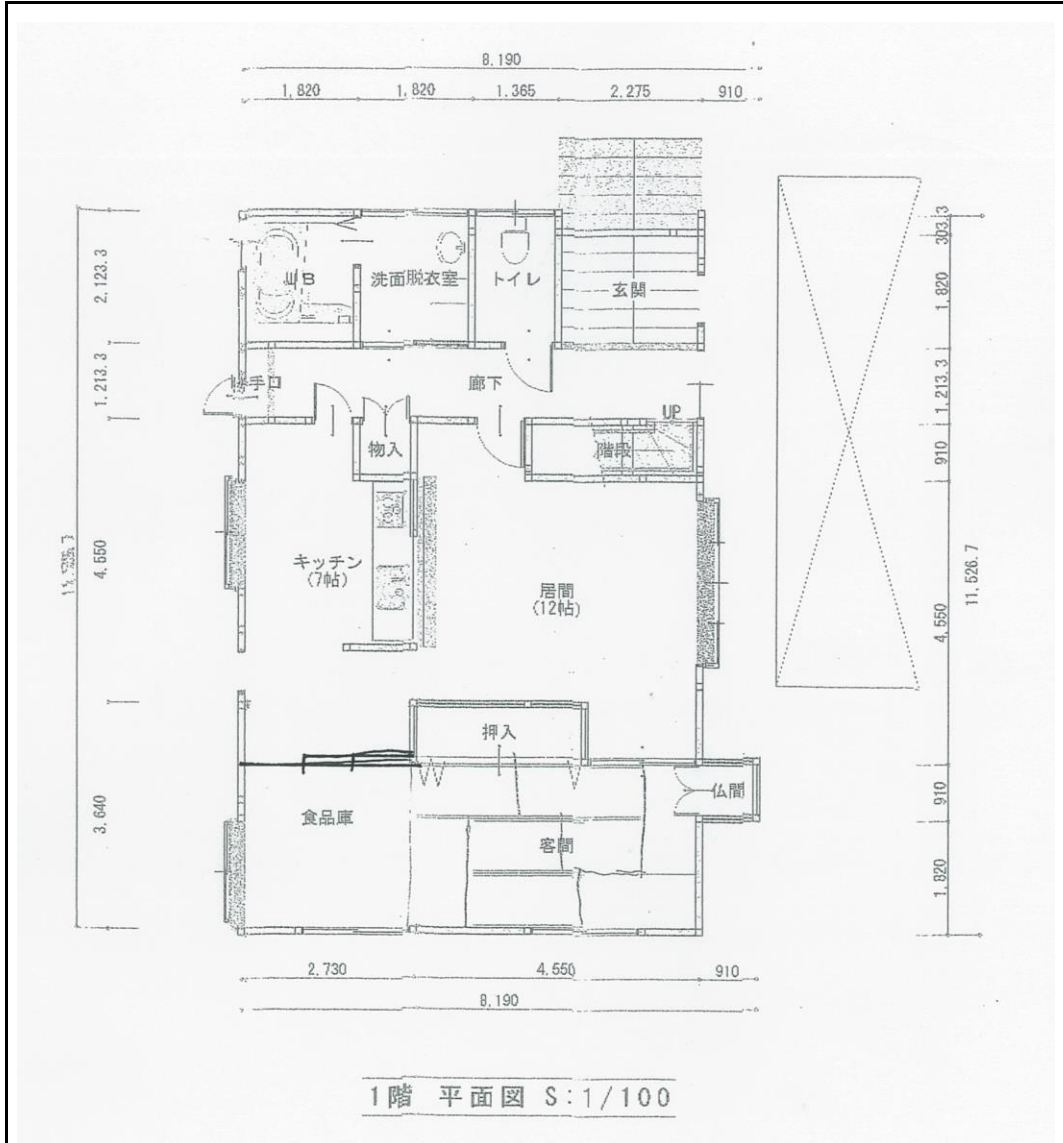 8.190
1.820 1.820 1.365 2.275 910
303.3
2.123.3
洗面脱衣室 トイレ
玄関
1.820
1.213.3
手口
廊下
1.213.3
UP
物入
階段
910
4.550
キッチン
(7帖)
居間
(12帖)
4.550
11.526.7
押入
仏間
910
食品庫
客間
3.640
1.820
2.730 4.550 910
8.190
1階 平面図 S:1/100